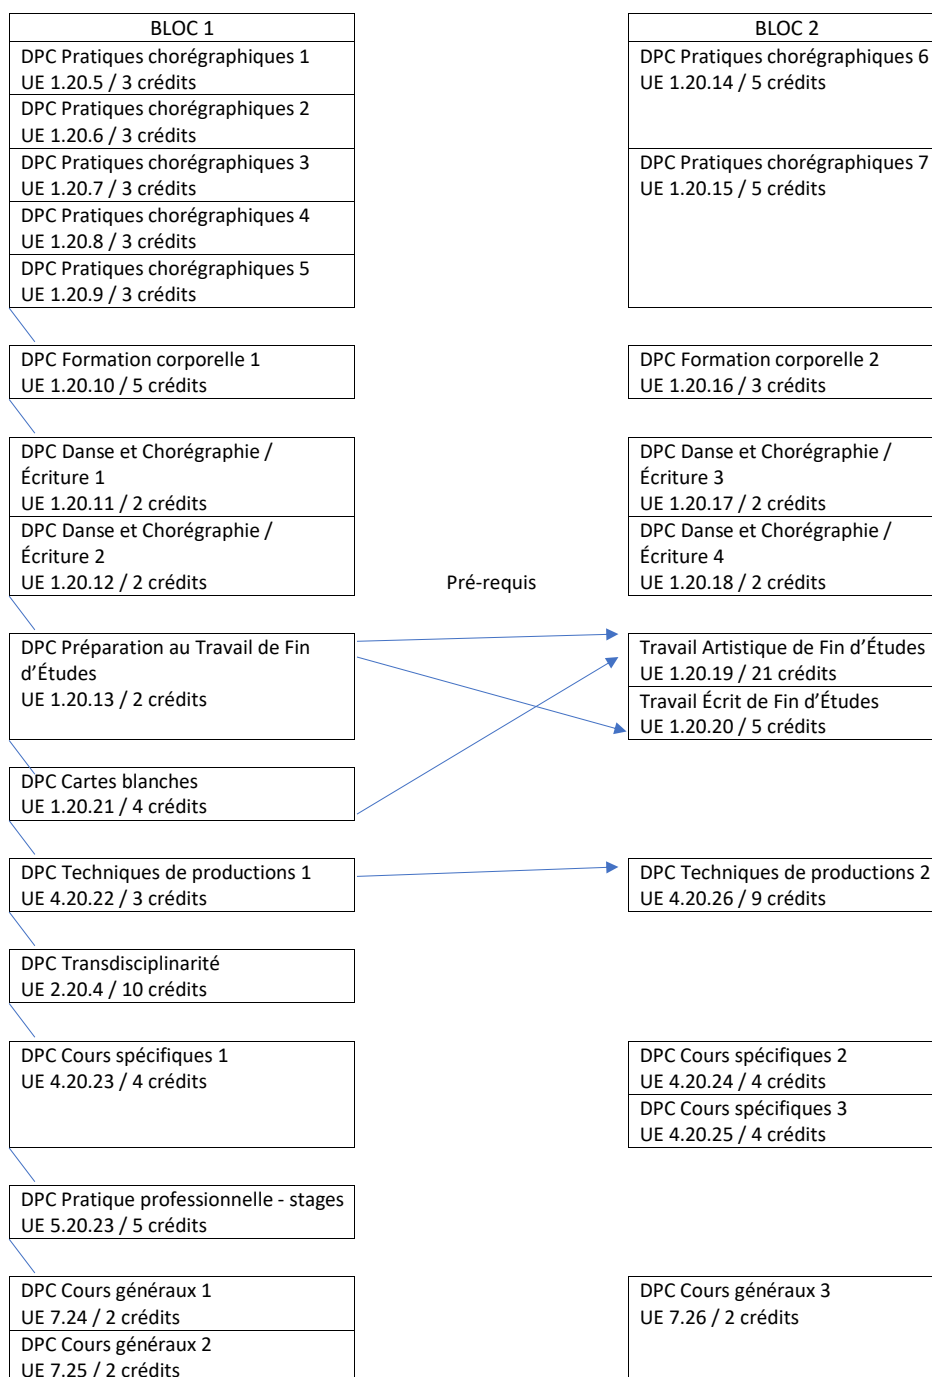 BLOC 1
DPC Pratiques chorégraphiques 1
UE 1.20.5 / 3 crédits
DPC Pratiques chorégraphiques 2
UE 1.20.6 / 3 crédits
DPC Pratiques chorégraphiques 3
UE 1.20.7 / 3 crédits
DPC Pratiques chorégraphiques 4
UE 1.20.8 / 3 crédits
DPC Pratiques chorégraphiques 5
UE 1.20.9 / 3 crédits
DPC Formation corporelle 1
UE 1.20.10 / 5 crédits
DPC Danse et Chorégraphie /
Écriture 1
UE 1.20.11 / 2 crédits
DPC Danse et Chorégraphie /
Écriture 2
UE 1.20.12 / 2 crédits
DPC Préparation au Travail de Fin
d’Études
UE 1.20.13 / 2 crédits
DPC Cartes blanches
UE 1.20.21 / 4 crédits
DPC Techniques de productions 1
UE 4.20.22 / 3 crédits
DPC Transdisciplinarité
UE 2.20.4 / 10 crédits
DPC Cours spécifiques 1
UE 4.20.23 / 4 crédits
DPC Pratique professionnelle - stages
UE 5.20.23 / 5 crédits
DPC Cours généraux 1
UE 7.24 / 2 crédits
DPC Cours généraux 2
UE 7.25 / 2 crédits
Pré-requis
BLOC 2
DPC Pratiques chorégraphiques 6
UE 1.20.14 / 5 crédits
DPC Pratiques chorégraphiques 7
UE 1.20.15 / 5 crédits
DPC Formation corporelle 2
UE 1.20.16 / 3 crédits
DPC Danse et Chorégraphie /
Écriture 3
UE 1.20.17 / 2 crédits
DPC Danse et Chorégraphie /
Écriture 4
UE 1.20.18 / 2 crédits
Travail Artistique de Fin d’Études
UE 1.20.19 / 21 crédits
Travail Écrit de Fin d’Études
UE 1.20.20 / 5 crédits
DPC Techniques de productions 2
UE 4.20.26 / 9 crédits
DPC Cours spécifiques 2
UE 4.20.24 / 4 crédits
DPC Cours spécifiques 3
UE 4.20.25 / 4 crédits
DPC Cours généraux 3
UE 7.26 / 2 crédits